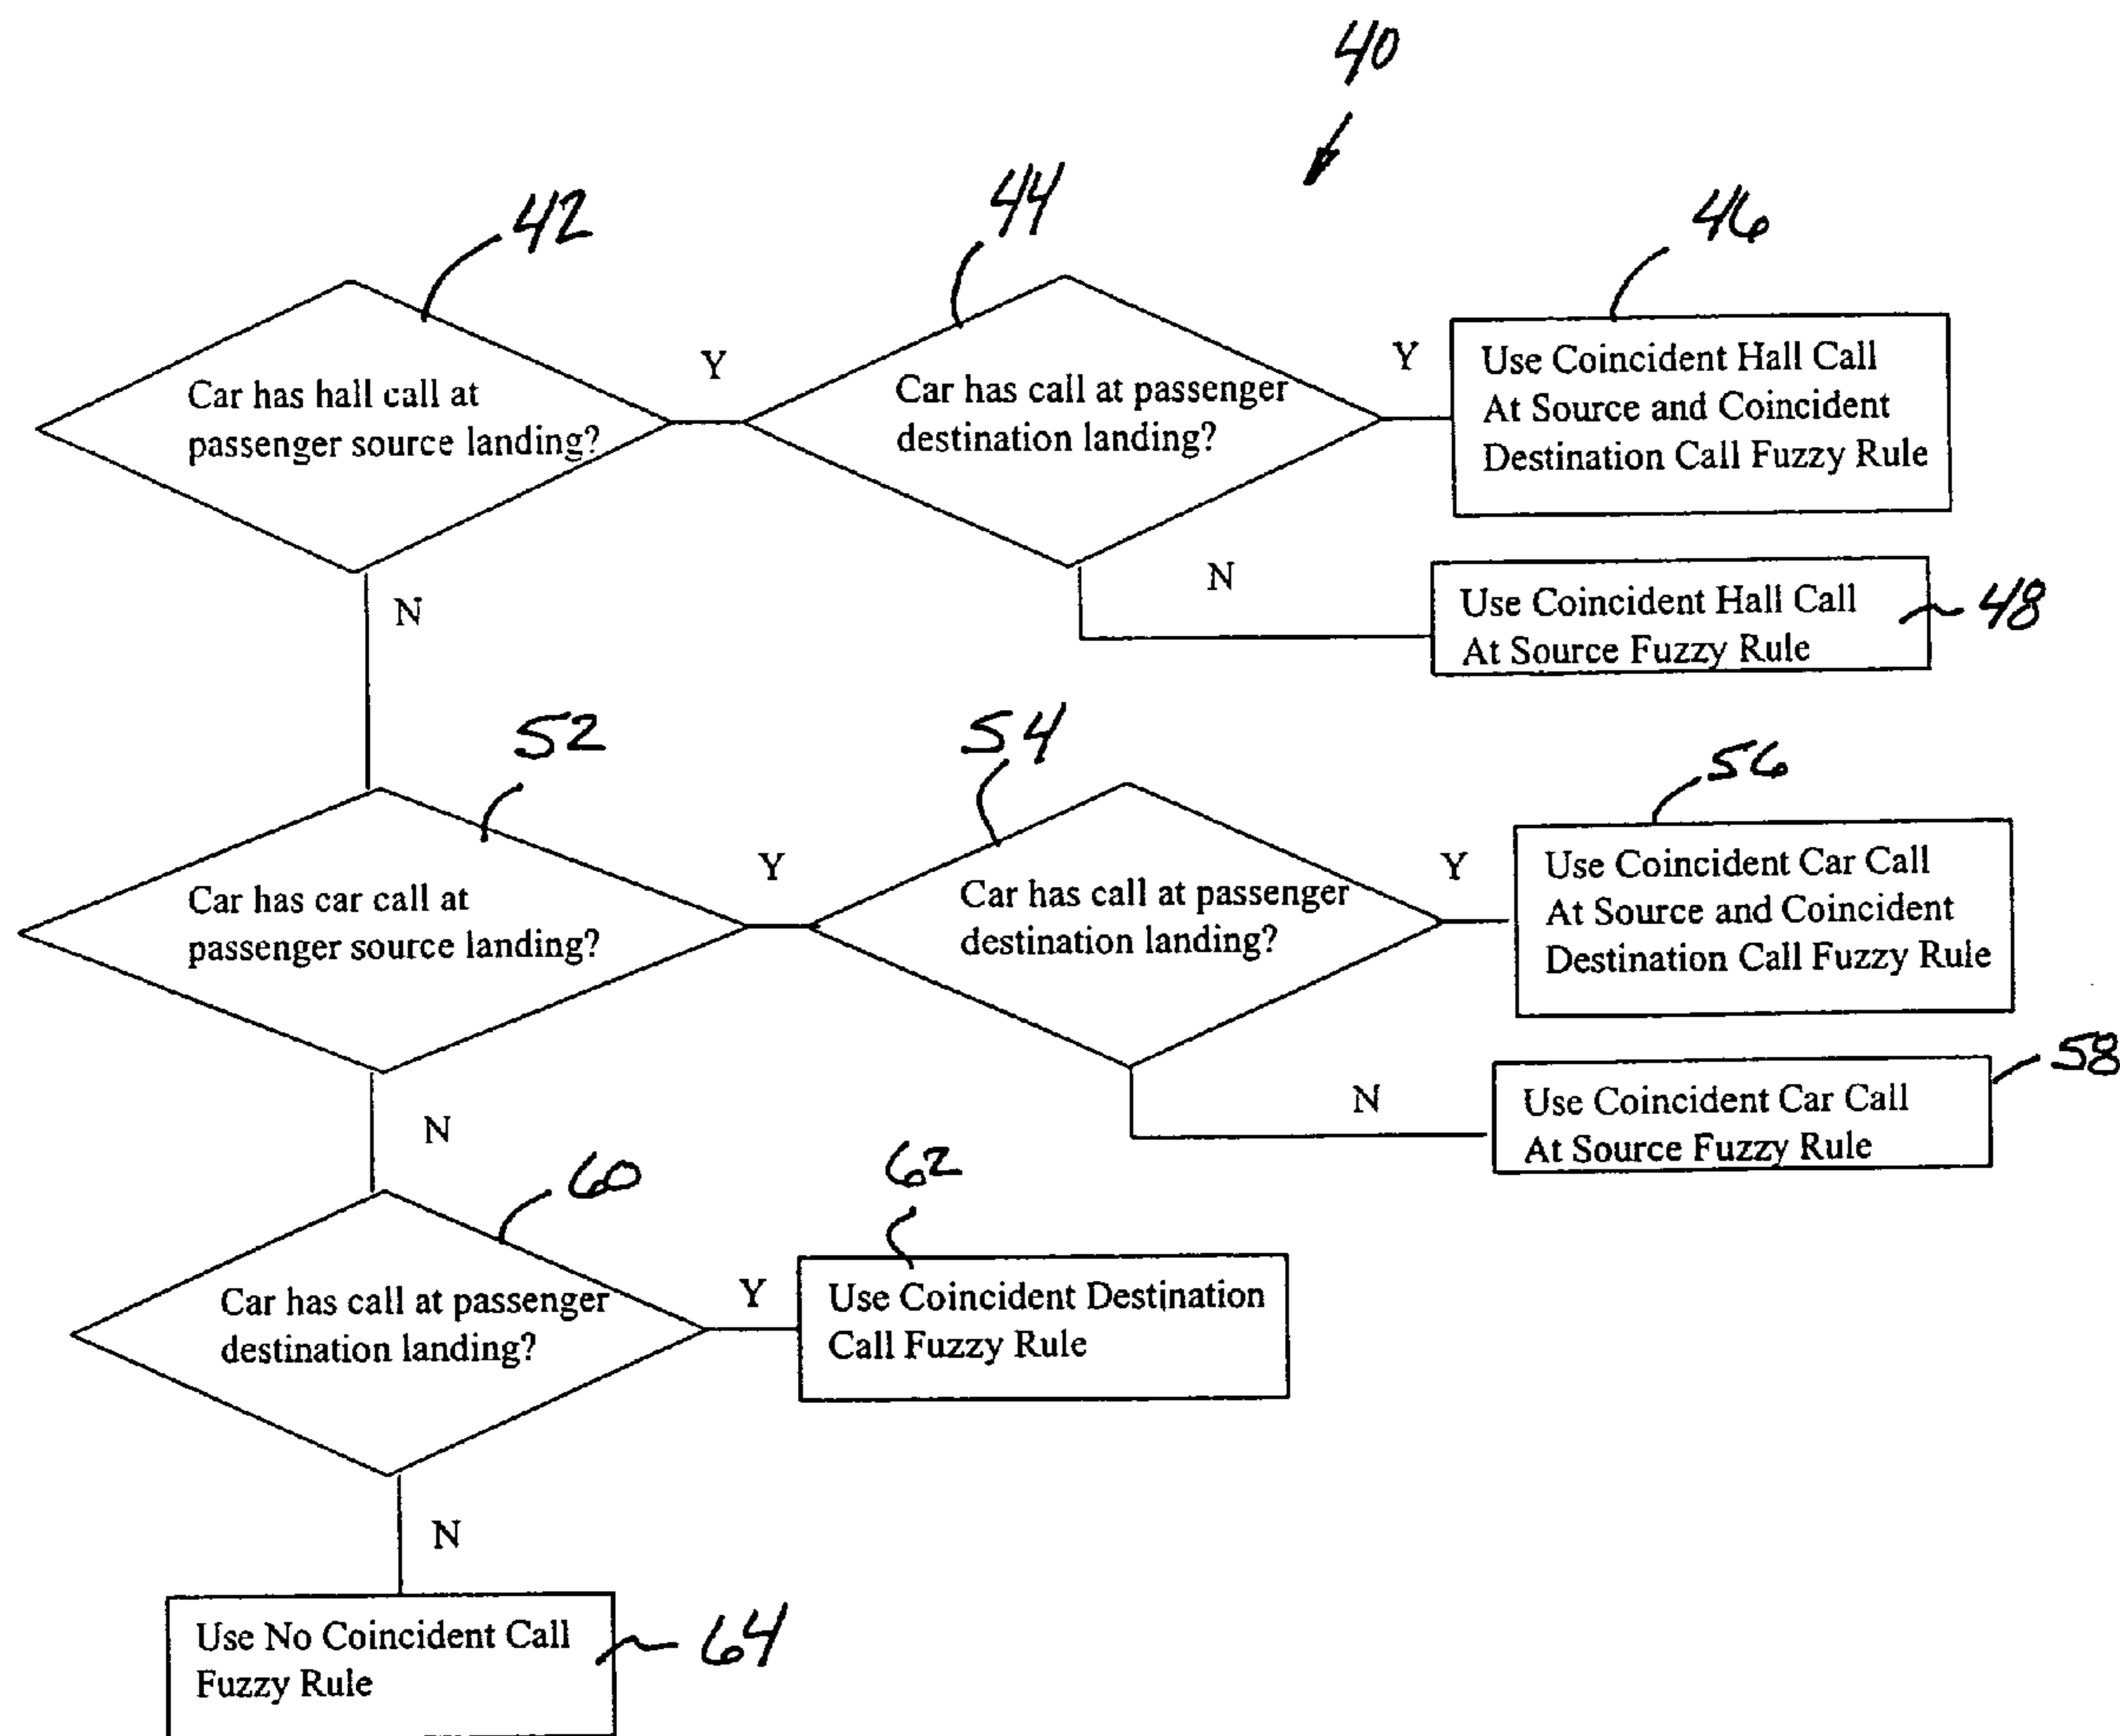 40
42
44
46
Car has hall call at
passenger source landing?
Y
Car has call at passenger
destination landing?
Y
Use Coincident Hall Call
At Source and Coincident
Destination Call Fuzzy Rule
N
N
Use Coincident Hall Call
At Source Fuzzy Rule
48
52
54
56
Car has car call at
passenger source landing?
Y
Car has call at passenger
destination landing?
Y
Use Coincident Car Call
At Source and Coincident
Destination Call Fuzzy Rule
58
N
N
Use Coincident Car Call
At Source Fuzzy Rule
60
62
Car has call at passenger
destination landing?
Y
Use Coincident Destination
Call Fuzzy Rule
N
Use No Coincident Call
Fuzzy Rule
64